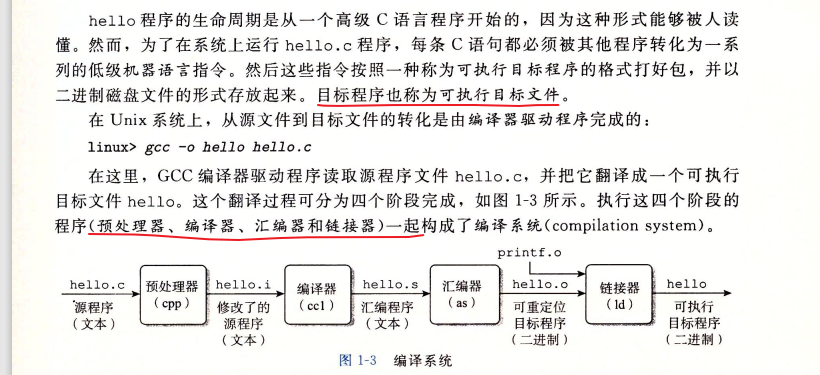 hello 程序的生命周期是从一个高级 C 语言程序开始的，因为这种形式能够被人读
懂。然而，为了在系统上运行 hello.c 程序，每条 C 语句都必须被其他程序转化为一系
列的低级机器语言指令。然后这些指令按照一种称为可执行目标程序的格式打好包，并以
二进制磁盘文件的形式存放起来。目标程序也称为可执行目标文件。
在 Unix 系统上，从源文件到目标文件的转化是由编译器驱动程序完成的：
linux> gcc -o hello hello.c
在这里，GCC 编译器驱动程序读取源程序文件 hello.c，并把它翻译成一个可执行
目标文件 hello。这个翻译过程可分为四个阶段完成，如图 1-3 所示。执行这四个阶段的
程序(预处理器、编译器、汇编器和链接器)一起构成了编译系统(compilation system)。
printf.o
hello.c
预处理器
（cpp）
hello.i
编译器
（cc1）
hello.s
汇编器
（as）
hello.o
链接器
（ld）
hello
源程序
（文本）
修改了的
源程序
（文本）
汇编程序
（文本）
可重定位
目标程序
（二进制）
可执行
目标程序
（二进制）
图 1-3 编译系统